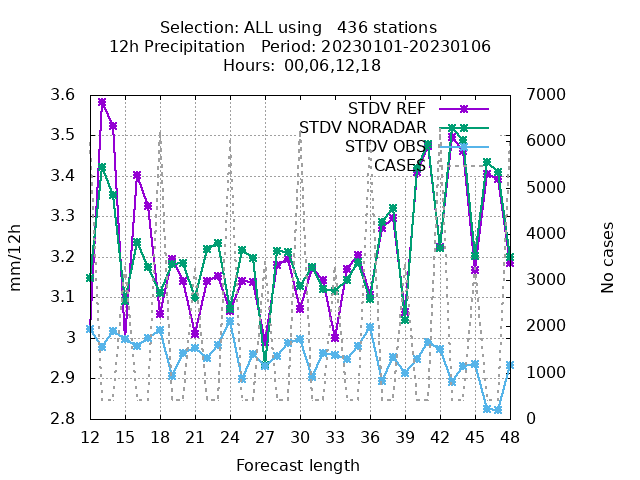 Selection: ALL using 436 stations
12h Precipitation Period: 20230101-20230106
Hours: 00,06,12,18
3.6
3.5
3.4
3.3
3.2
3.1
3
2.9
2.8
mm/12h
STDV REF
STDV NORADAR
STDV OBS
CASES
7000
6000
5000
4000
3000
2000
1000
0
No cases
12 15 18 21 24 27 30 33 36 39 42 45 48
Forecast length